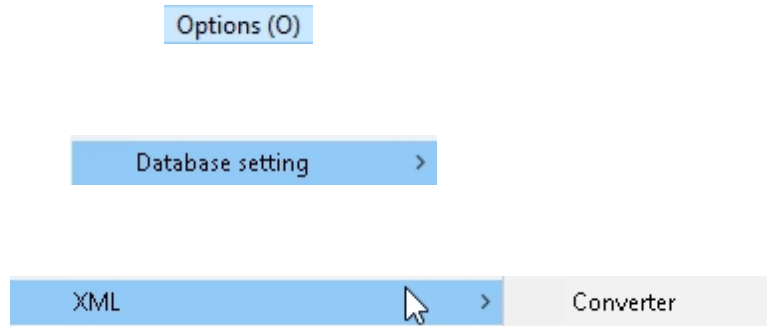 Options (O)
Database setting >
XML > Converter